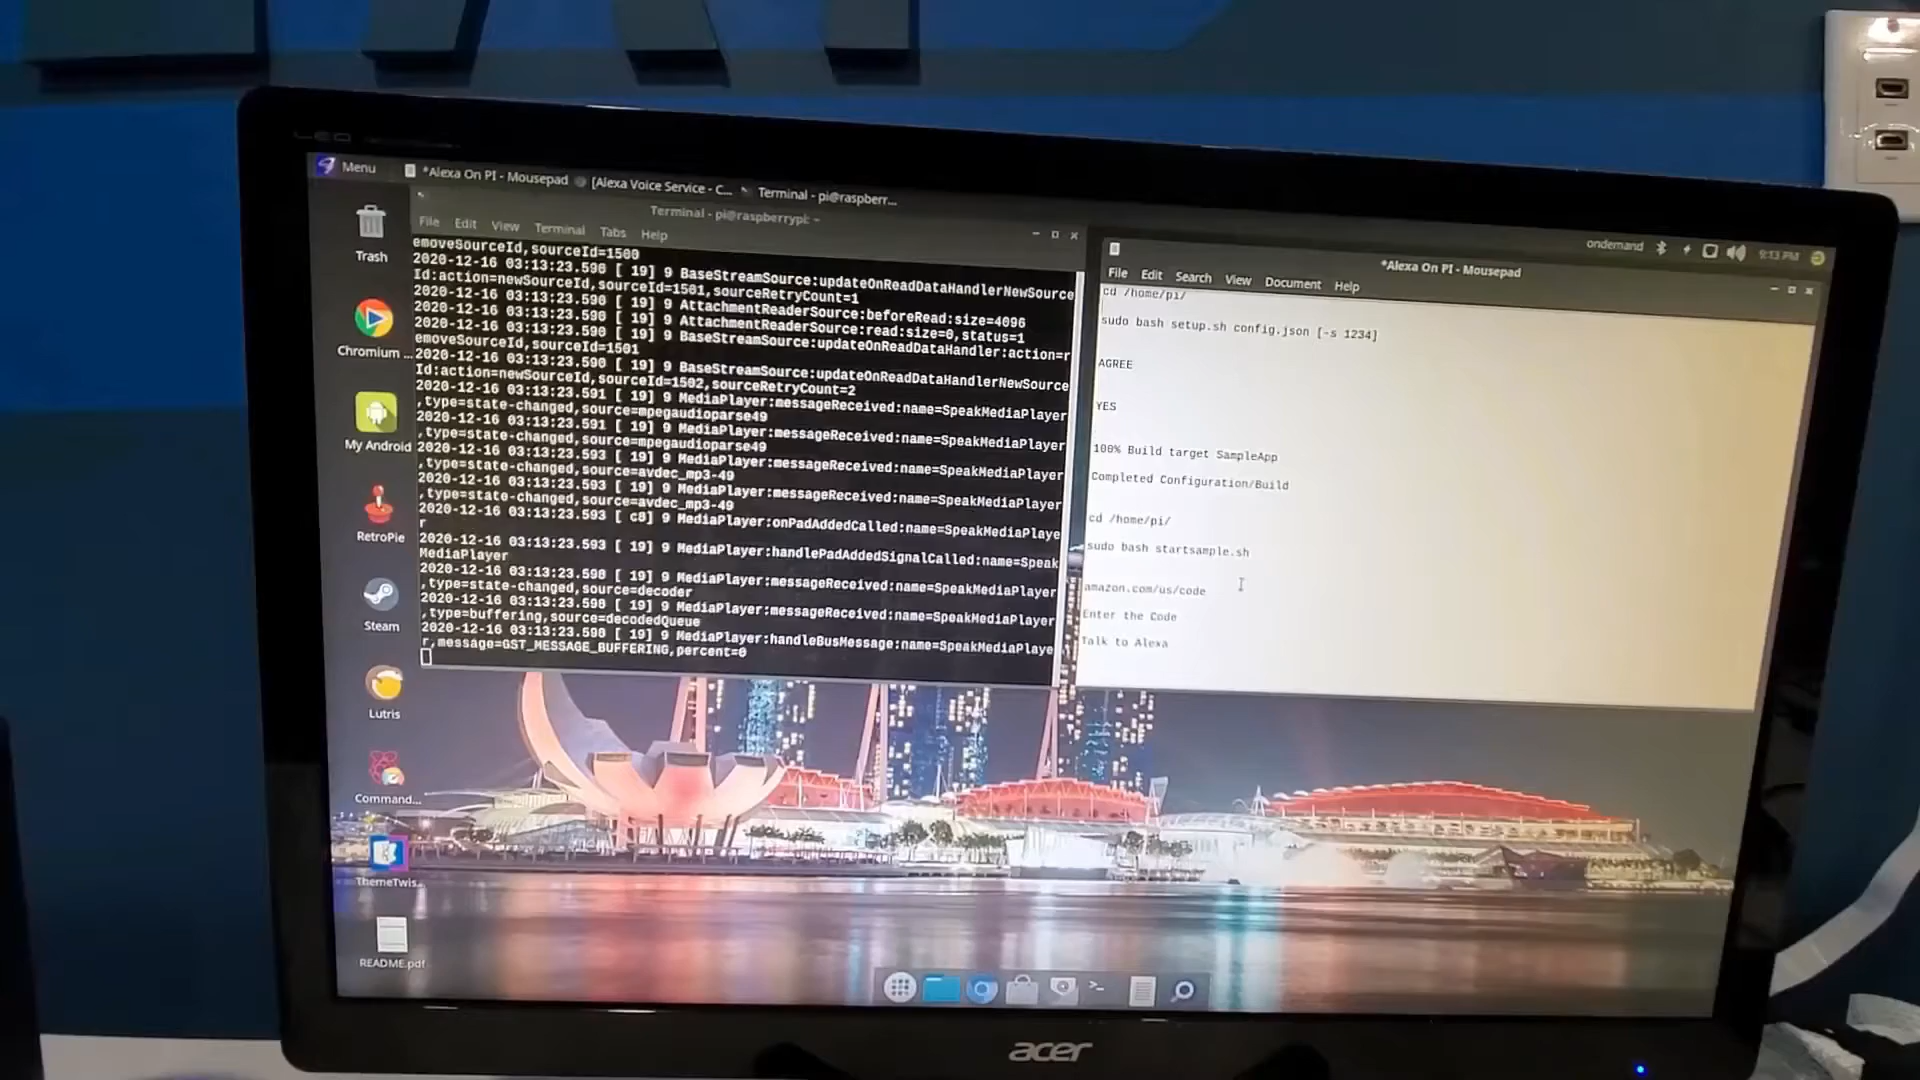 Menu
*Alexa On PI - Mousepad
[Alexa Voice Service - C...
Terminal - pi@raspberr...
Terminal - pi@raspberrypi: ~
File Edit View Terminal Tabs Help
emoveSourceId,sourceId=1500
2020-12-16 03:13:23.590 [ 19] 9 BaseStreamSource:updateOnReadDataHandlerNewSource
Id:action=newSourceId,sourceId=1501,sourceRetryCount=1
2020-12-16 03:13:23.590 [ 19] 9 AttachmentReaderSource:beforeRead:size=4096
2020-12-16 03:13:23.590 [ 19] 9 AttachmentReaderSource:read:size=0,status=1
2020-12-16 03:13:23.590 [ 19] 9 BaseStreamSource:updateOnReadDataHandler:action=r
emoveSourceId,sourceId=1501
2020-12-16 03:13:23.590 [ 19] 9 BaseStreamSource:updateOnReadDataHandlerNewSource
Id:action=newSourceId,sourceId=1502,sourceRetryCount=2
2020-12-16 03:13:23.591 [ 19] 9 MediaPlayer:messageReceived:name=SpeakMediaPlayer
,type=state-changed,source=mpegaudioparse49
2020-12-16 03:13:23.591 [ 19] 9 MediaPlayer:messageReceived:name=SpeakMediaPlayer
,type=state-changed,source=mpegaudioparse49
2020-12-16 03:13:23.593 [ 19] 9 MediaPlayer:messageReceived:name=SpeakMediaPlayer
,type=state-changed,source=avdec_mp3-49
2020-12-16 03:13:23.593 [ 19] 9 MediaPlayer:messageReceived:name=SpeakMediaPlayer
,type=state-changed,source=avdec_mp3-49
2020-12-16 03:13:23.593 [ c8] 9 MediaPlayer:onPadAddedCalled:name=SpeakMediaPlaye
r
2020-12-16 03:13:23.593 [ 19] 9 MediaPlayer:handlePadAddedSignalCalled:name=Speak
MediaPlayer
2020-12-16 03:13:23.598 [ 19] 9 MediaPlayer:messageReceived:name=SpeakMediaPlayer
,type=state-changed,source=decoder
2020-12-16 03:13:23.598 [ 19] 9 MediaPlayer:messageReceived:name=SpeakMediaPlayer
,type=buffering,source=decodedQueue
2020-12-16 03:13:23.598 [ 19] 9 MediaPlayer:handleBusMessage:name=SpeakMediaPlaye
r,message=GST_MESSAGE_BUFFERING,percent=0
ondemand
9:13 PM
*Alexa On PI - Mousepad
File Edit Search View Document Help
cd /home/pi/
sudo bash setup.sh config.json [-s 1234]
AGREE
YES
100% Build target SampleApp
Completed Configuration/Build
cd /home/pi/
sudo bash startsample.sh
amazon.com/us/code
Enter the Code
Talk to Alexa
Trash
Chromium ...
My Android
RetroPie
Steam
Lutris
Command...
ThemeTwis...
README.pdf
acer